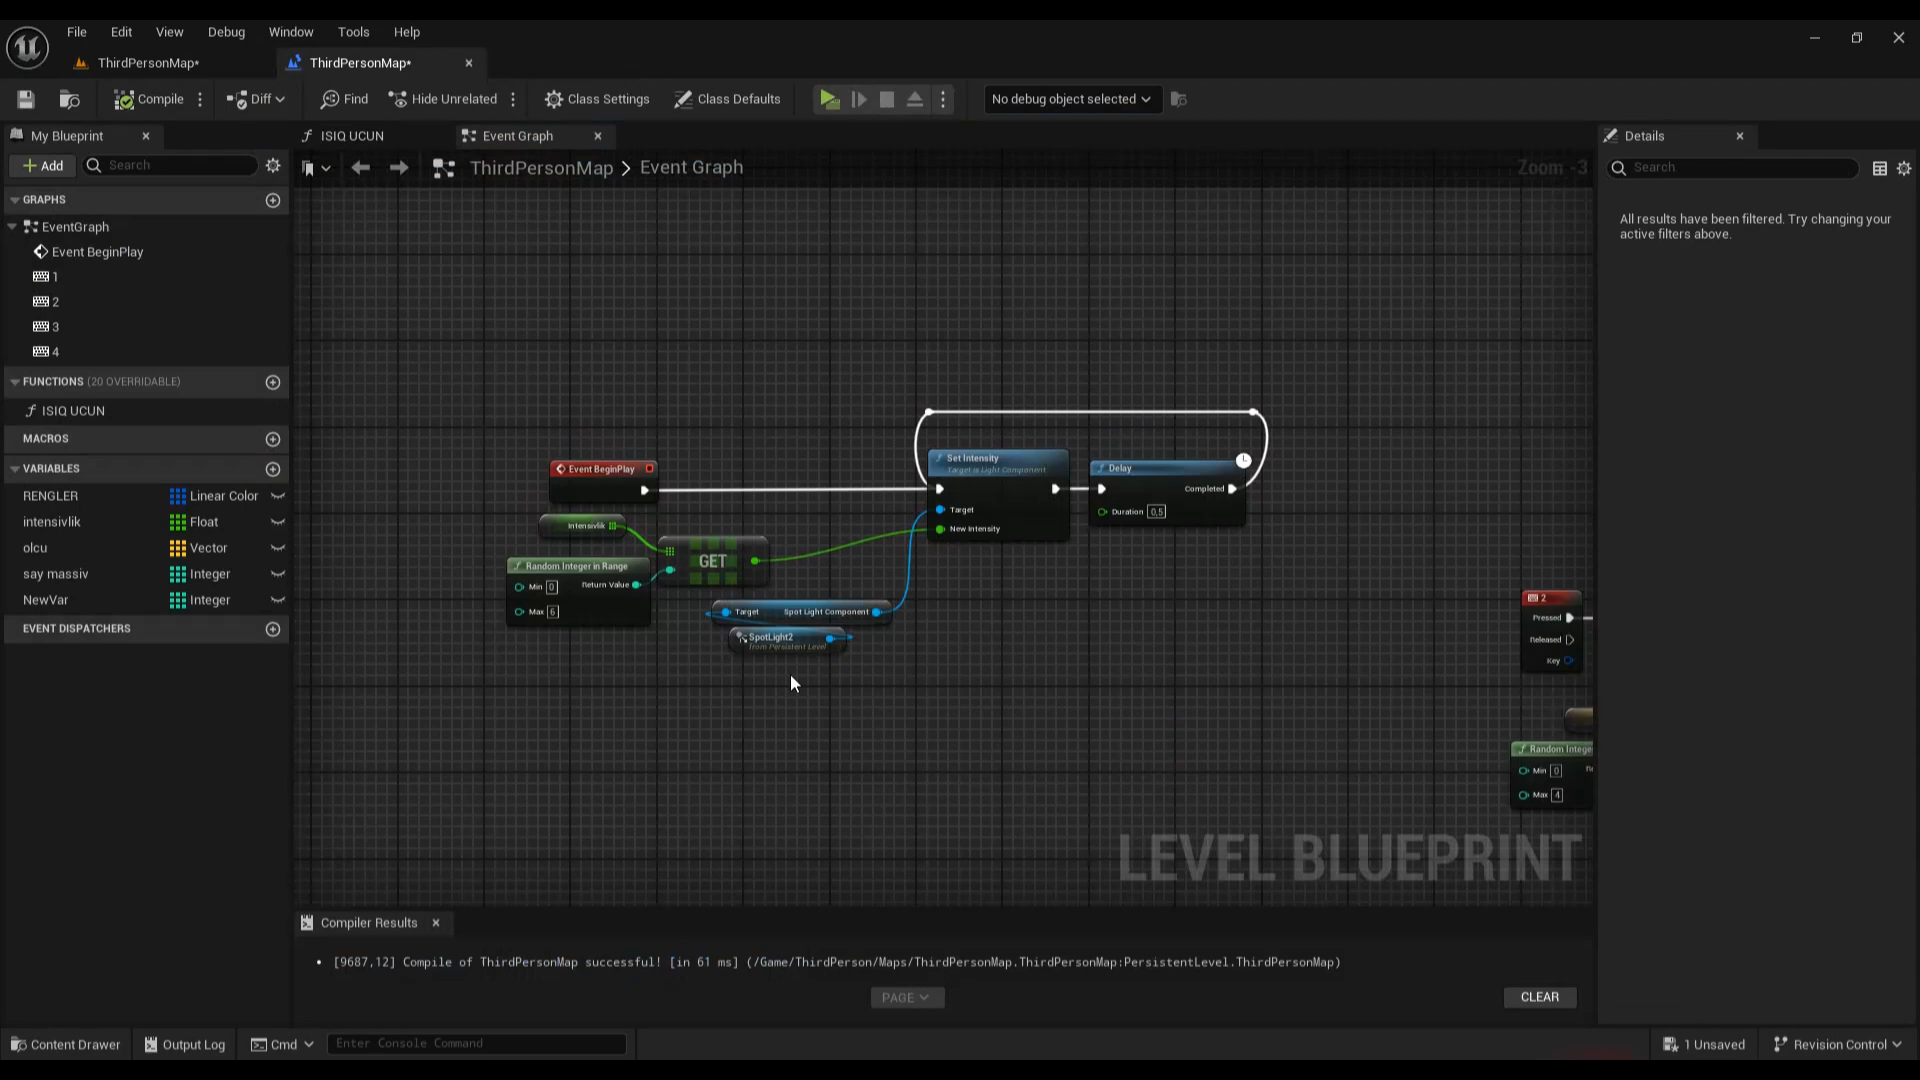 File Edit View Debug Window Tools Help
ThirdPersonMap* ThirdPersonMap*
Compile Diff Find Hide Unrelated Class Settings Class Defaults No debug object selected
My Blueprint ISIQ UCUN Event Graph Details
Add Search ThirdPersonMap > Event Graph Zoom -3 Search
GRAPHS
All results have been filtered. Try changing your
active filters above.
EventGraph
Event BeginPlay
1
2
3
4
FUNCTIONS (20 OVERRIDABLE)
ISIQ UCUN
MACROS
VARIABLES
RENGLER Linear Color
intensivlik Float
olcu Vector
say massiv Integer
NewVar Integer
EVENT DISPATCHERS
Event BeginPlay
Set Intensity
Target is Light Component
Target
New Intensity
Delay
Completed
Duration 0,5
Intensivlik
GET
Random Integer in Range
Min 0 Return Value
Max 6
Target Spot Light Component
SpotLight2
from Persistent Level
2
Pressed
Released
Key
Random Intege
Min 0
Max 4
LEVEL BLUEPRINT
Compiler Results
[9687,12] Compile of ThirdPersonMap successful! [in 61 ms] (/Game/ThirdPerson/Maps/ThirdPersonMap.ThirdPersonMap:PersistentLevel.ThirdPersonMap)
PAGE CLEAR
Content Drawer Output Log Cmd Enter Console Command 1 Unsaved Revision Control